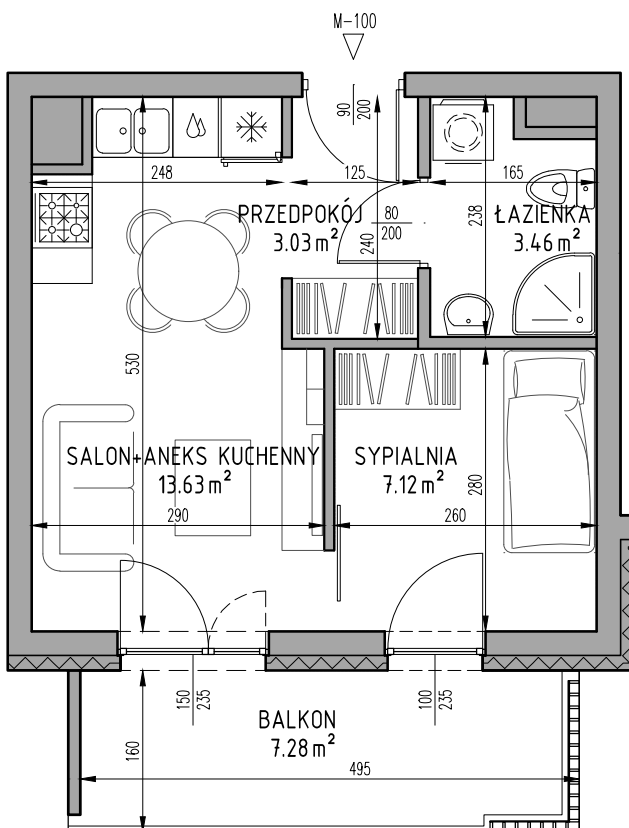 M-100
90
200
248
125
165
PRZEDPOKÓJ
3.03 m²
80
200
240
238
ŁAZIENKA
3.46 m²
530
SALON+ANEKS KUCHENNY
13.63 m²
SYPIALNIA
7.12 m²
280
290
260
150
235
100
235
BALKON
7.28 m²
160
495